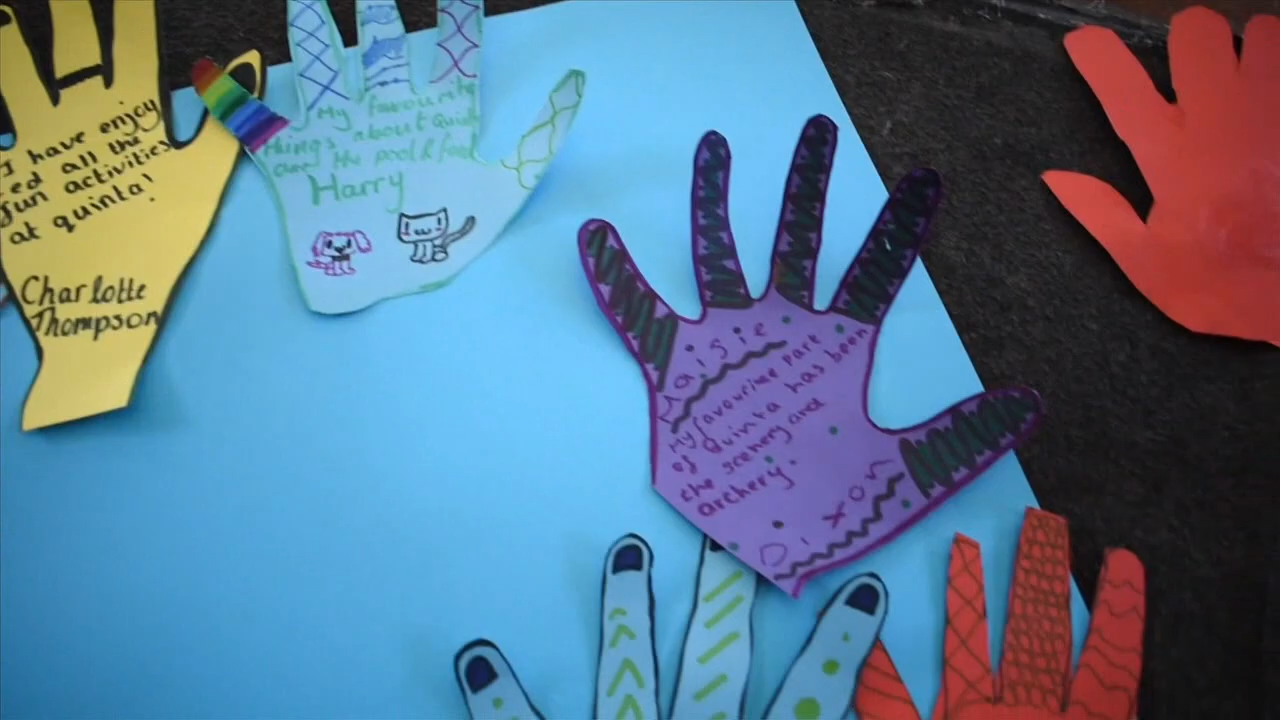 I have enjoy
ed all the
fun activities
at quinta!
Charlotte
Thompson
My favourite
things about Quin
are the pool & food
Harry
Maisie
My favourite part
of Quinta has been
the scenery and
archery.
Dixon